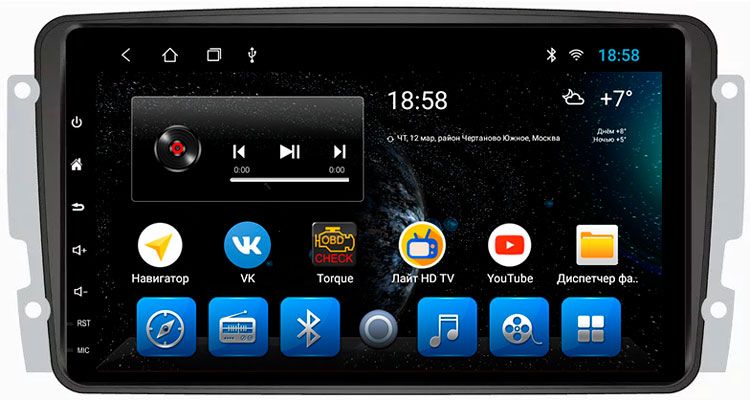 18:58
18:58
+7°
ЧТ, 12 мар, район Чертаново Южное, Москва
Днём +8°
Ночью +5°
0:00
0:00
OBD
CHECK
Навигатор
VK
Torque
Лайт HD TV
YouTube
Диспетчер фа..
RST
MIC